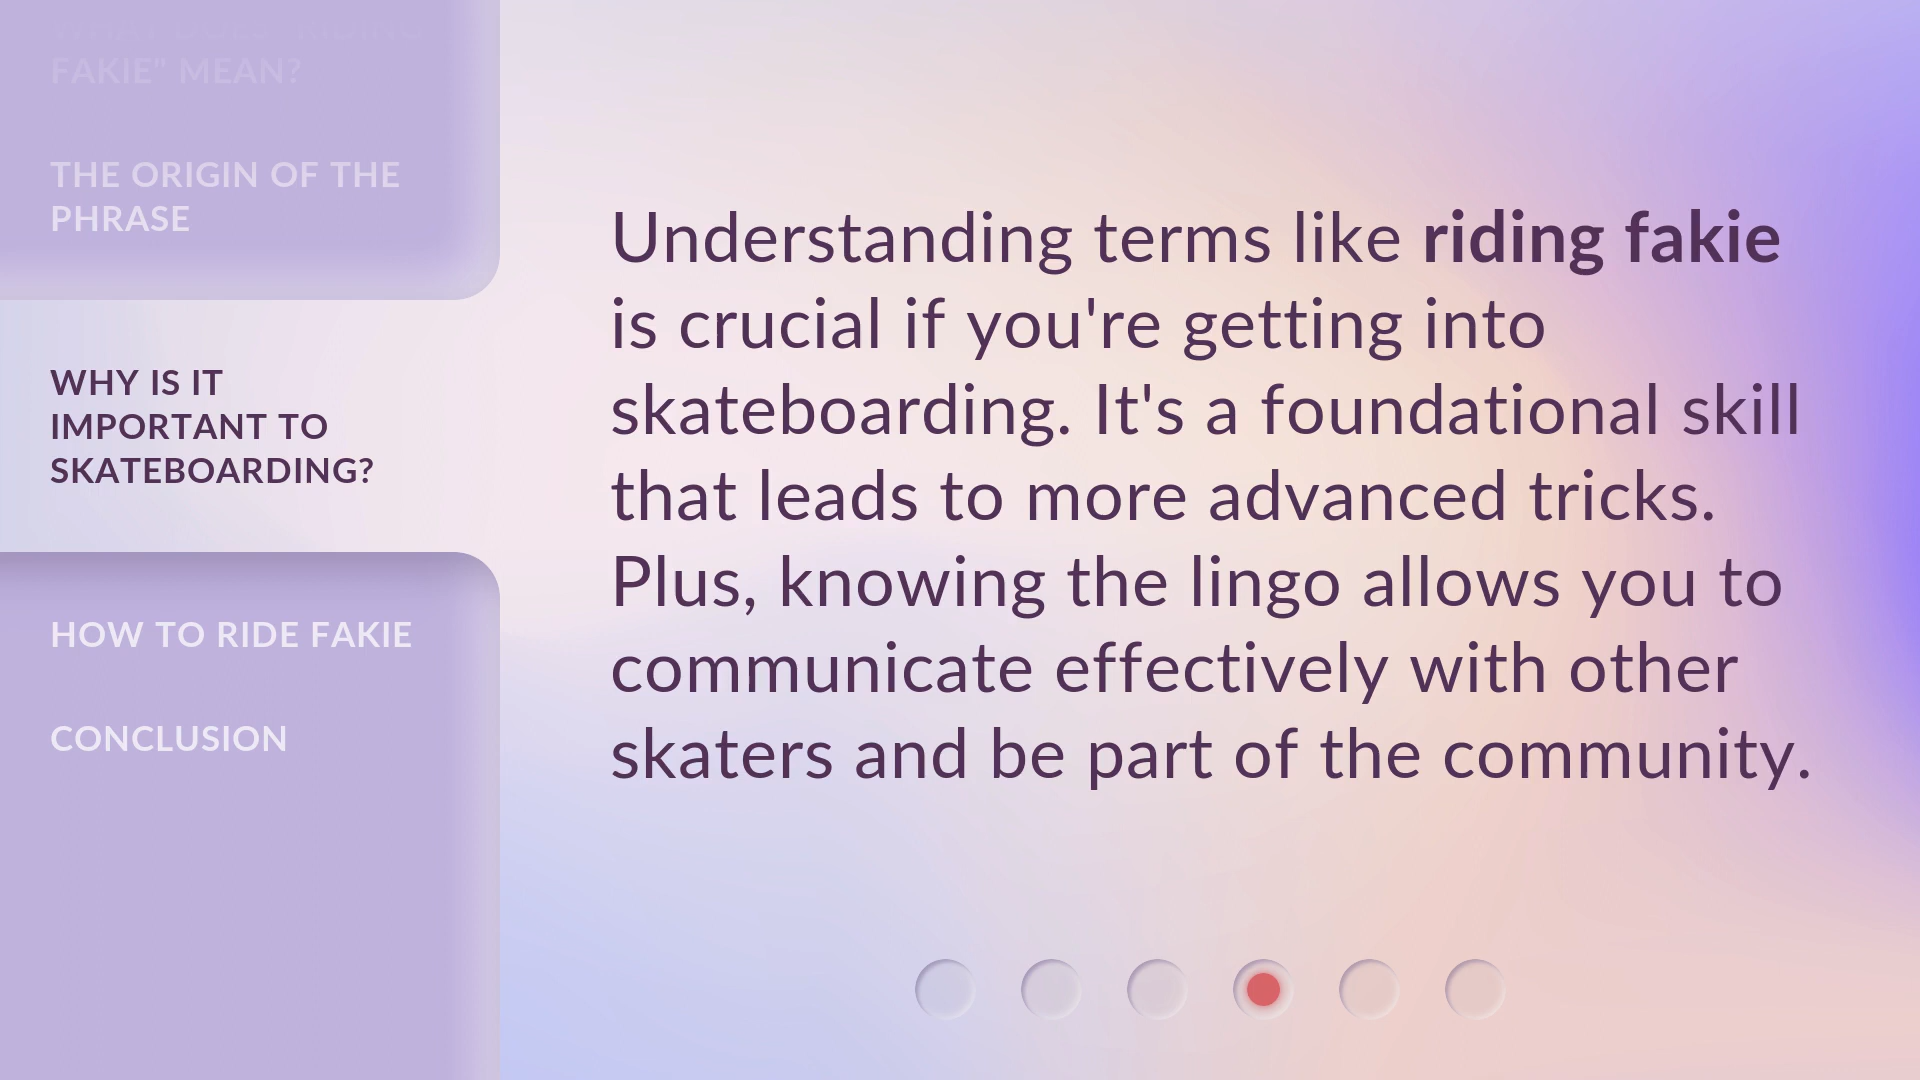 FAKIE" MEAN?
THE ORIGIN OF THE
PHRASE
WHY IS IT
IMPORTANT TO
SKATEBOARDING?
HOW TO RIDE FAKIE
CONCLUSION
Understanding terms like riding fakie
is crucial if you're getting into
skateboarding. It's a foundational skill
that leads to more advanced tricks.
Plus, knowing the lingo allows you to
communicate effectively with other
skaters and be part of the community.